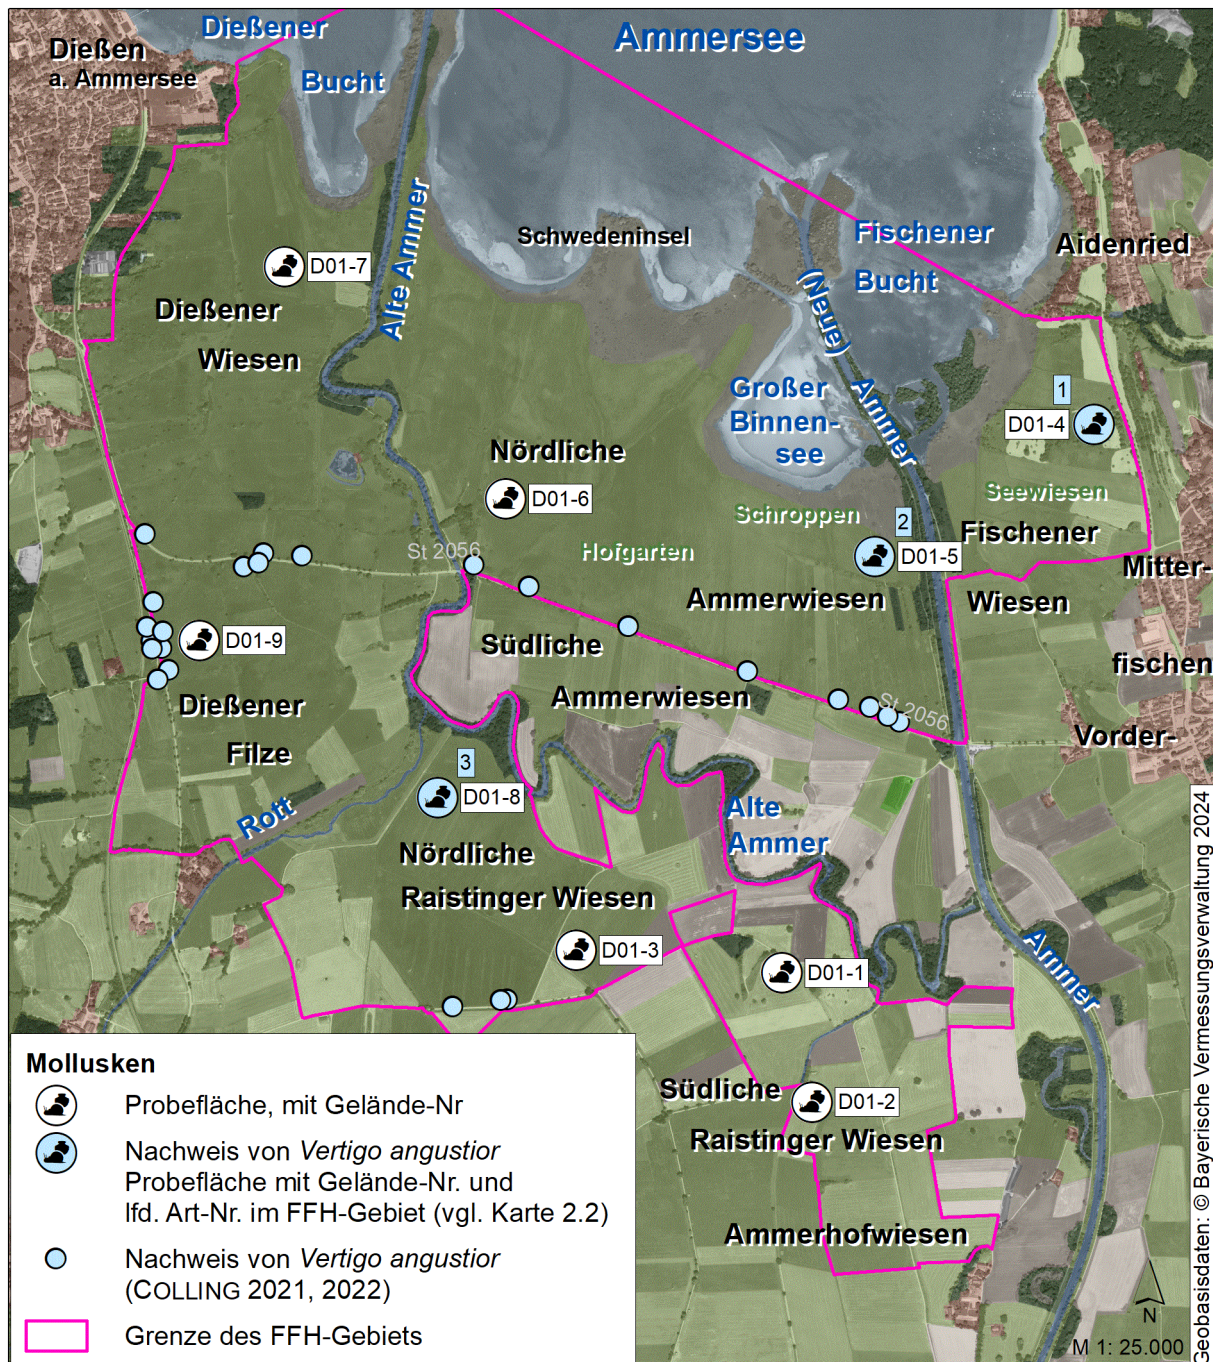 Dießener
Bucht
Ammersee
Dießen
a. Ammersee
Alte Ammer
Schwedeninsel
Fischener
Bucht
Aidenried
(Neue)
Ammer
D01-7
Dießener
Wiesen
Großer
Binnen-
see
1
D01-4
Nördliche
D01-6
Seewiesen
Schroppen
2
D01-5
Fischener
St 2056
Hofgarten
Mitter-
Ammerwiesen
Wiesen
D01-9
Südliche
fischen
Ammerwiesen
Dießener
Filze
St 2056
Vorder-
3
D01-8
Rott
Alte
Ammer
Nördliche
Raistinger Wiesen
D01-3
D01-1
Ammer
Südliche
D01-2
Raistinger Wiesen
Ammerhofwiesen
Mollusken
Probefläche, mit Gelände-Nr
Nachweis von Vertigo angustior
Probefläche mit Gelände-Nr. und
lfd. Art-Nr. im FFH-Gebiet (vgl. Karte 2.2)
Nachweis von Vertigo angustior
(COLLING 2021, 2022)
Grenze des FFH-Gebiets
N
M 1: 25.000
Geobasisdaten: © Bayerische Vermessungsverwaltung 2024